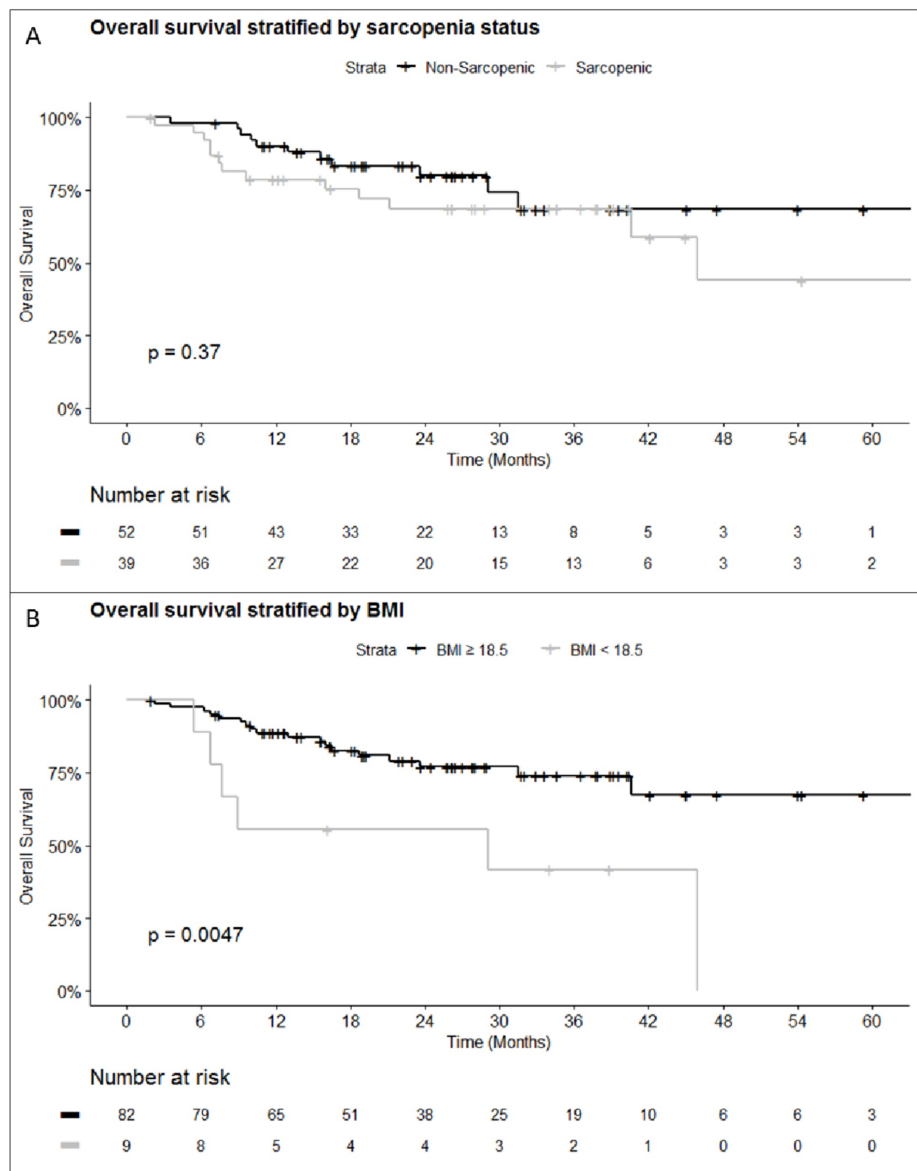 A
Overall survival stratified by sarcopenia status
Strata Non-Sarcopenic Sarcopenic
100%
75%
50%
25%
0%
Overall Survival
p = 0.37
0 6 12 18 24 30 36 42 48 54 60
Time (Months)
Number at risk
52 51 43 33 22 13 8 5 3 3 1
39 36 27 22 20 15 13 6 3 3 2
B
Overall survival stratified by BMI
Strata BMI ≥ 18.5 BMI < 18.5
100%
75%
50%
25%
0%
Overall Survival
p = 0.0047
0 6 12 18 24 30 36 42 48 54 60
Time (Months)
Number at risk
82 79 65 51 38 25 19 10 6 6 3
9 8 5 4 4 3 2 1 0 0 0